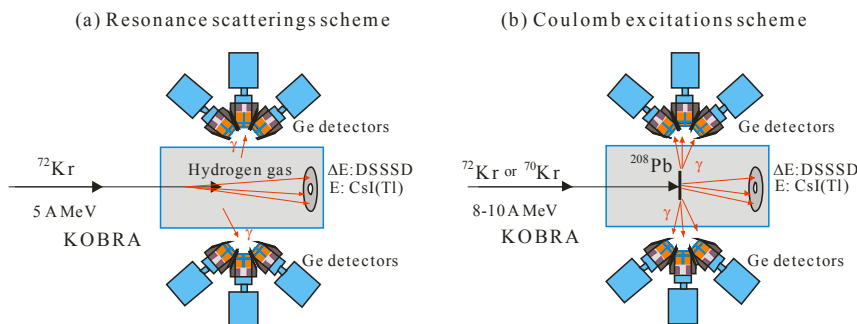 (a) Resonance scatterings scheme
Ge detectors
γ
Hydrogen gas
⁷²Kr
ΔE:DSSSD
E: CsI(Tl)
5 A MeV
KOBRA
γ
Ge detectors
(b) Coulomb excitations scheme
Ge detectors
²⁰⁸Pb
γ
⁷²Kr or ⁷⁰Kr
ΔE:DSSSD
E: CsI(Tl)
γ
8-10 A MeV
KOBRA
Ge detectors